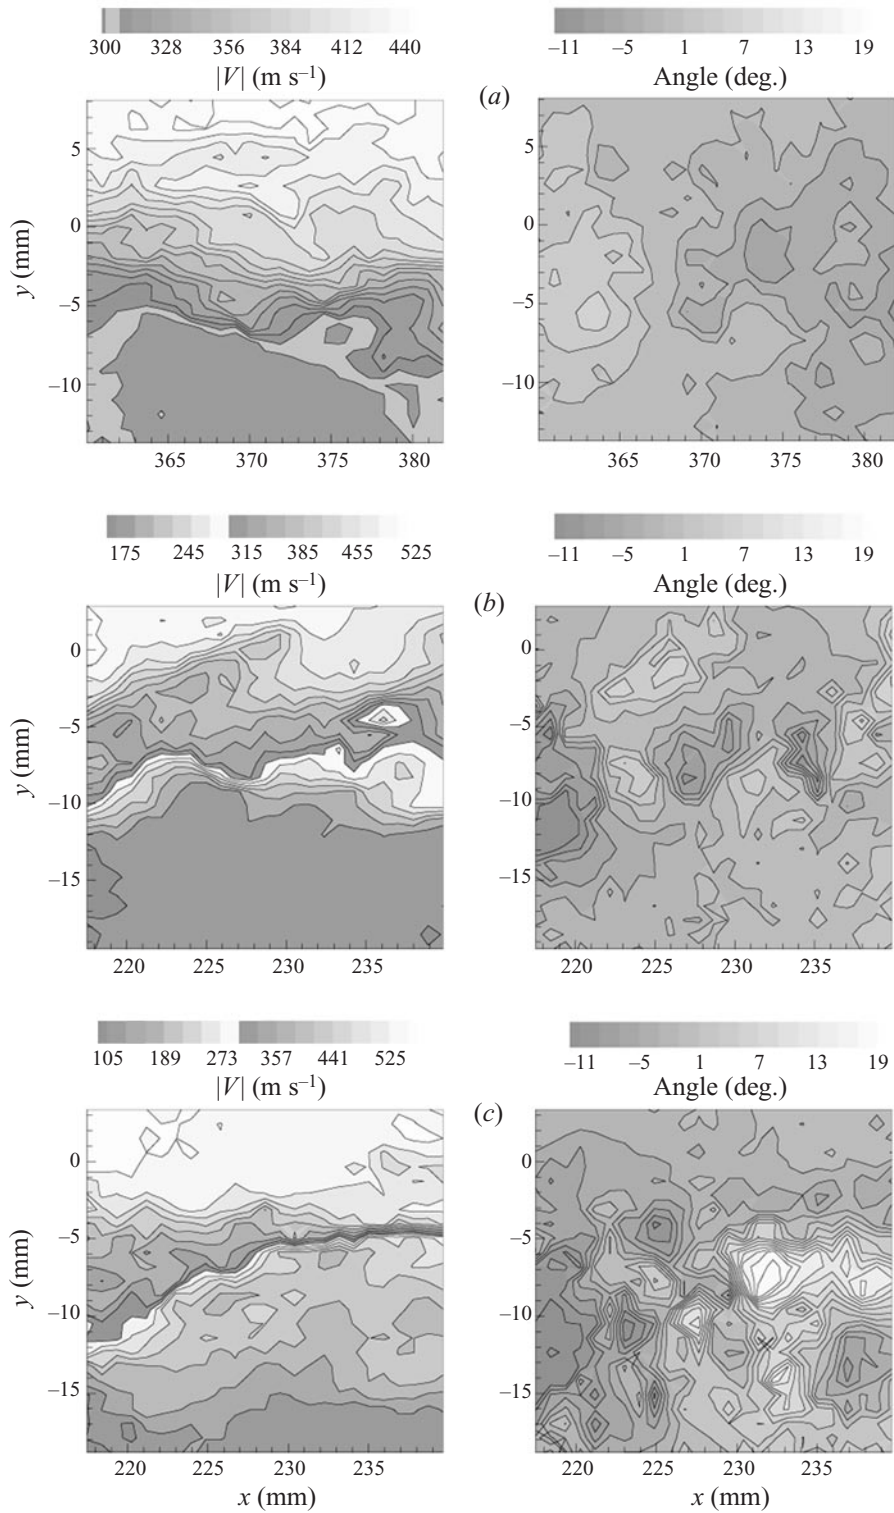 300 328 356 384 412 440 −11 −5 1 7 13 19
|V| (m s⁻¹) Angle (deg.)
(a)
5 5
0 0
y (mm)
−5 −5
−10 −10
365 370 375 380 365 370 375 380
175 245 315 385 455 525 −11 −5 1 7 13 19
|V| (m s⁻¹) Angle (deg.)
(b)
0 0
−5 −5
y (mm)
−10 −10
−15 −15
220 225 230 235 220 225 230 235
105 189 273 357 441 525 −11 −5 1 7 13 19
|V| (m s⁻¹) Angle (deg.)
(c)
0 0
−5 −5
y (mm)
−10 −10
−15 −15
220 225 230 235 220 225 230 235
x (mm) x (mm)